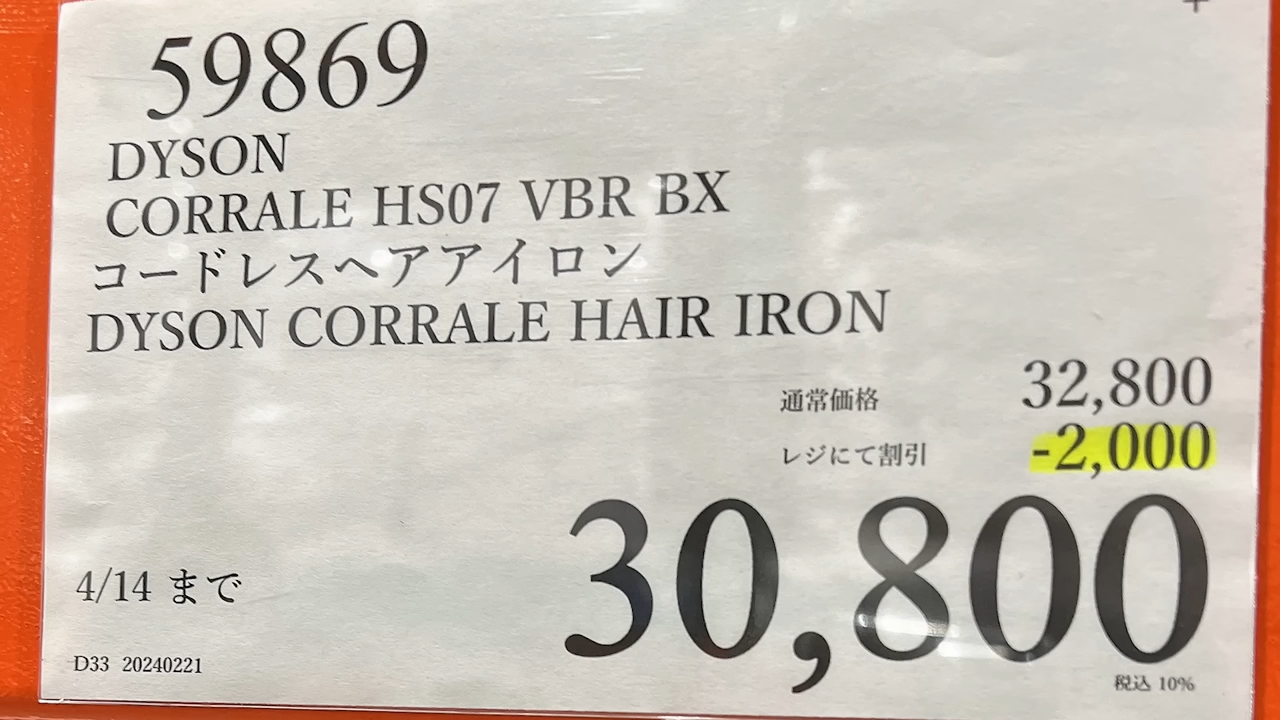 59869
DYSON
CORRALE HS07 VBR BX
コードレスヘアアイロン
DYSON CORRALE HAIR IRON
通常価格 32,800
レジにて割引 -2,000
30,800
4/14 まで
D33 20240221
税込 10%